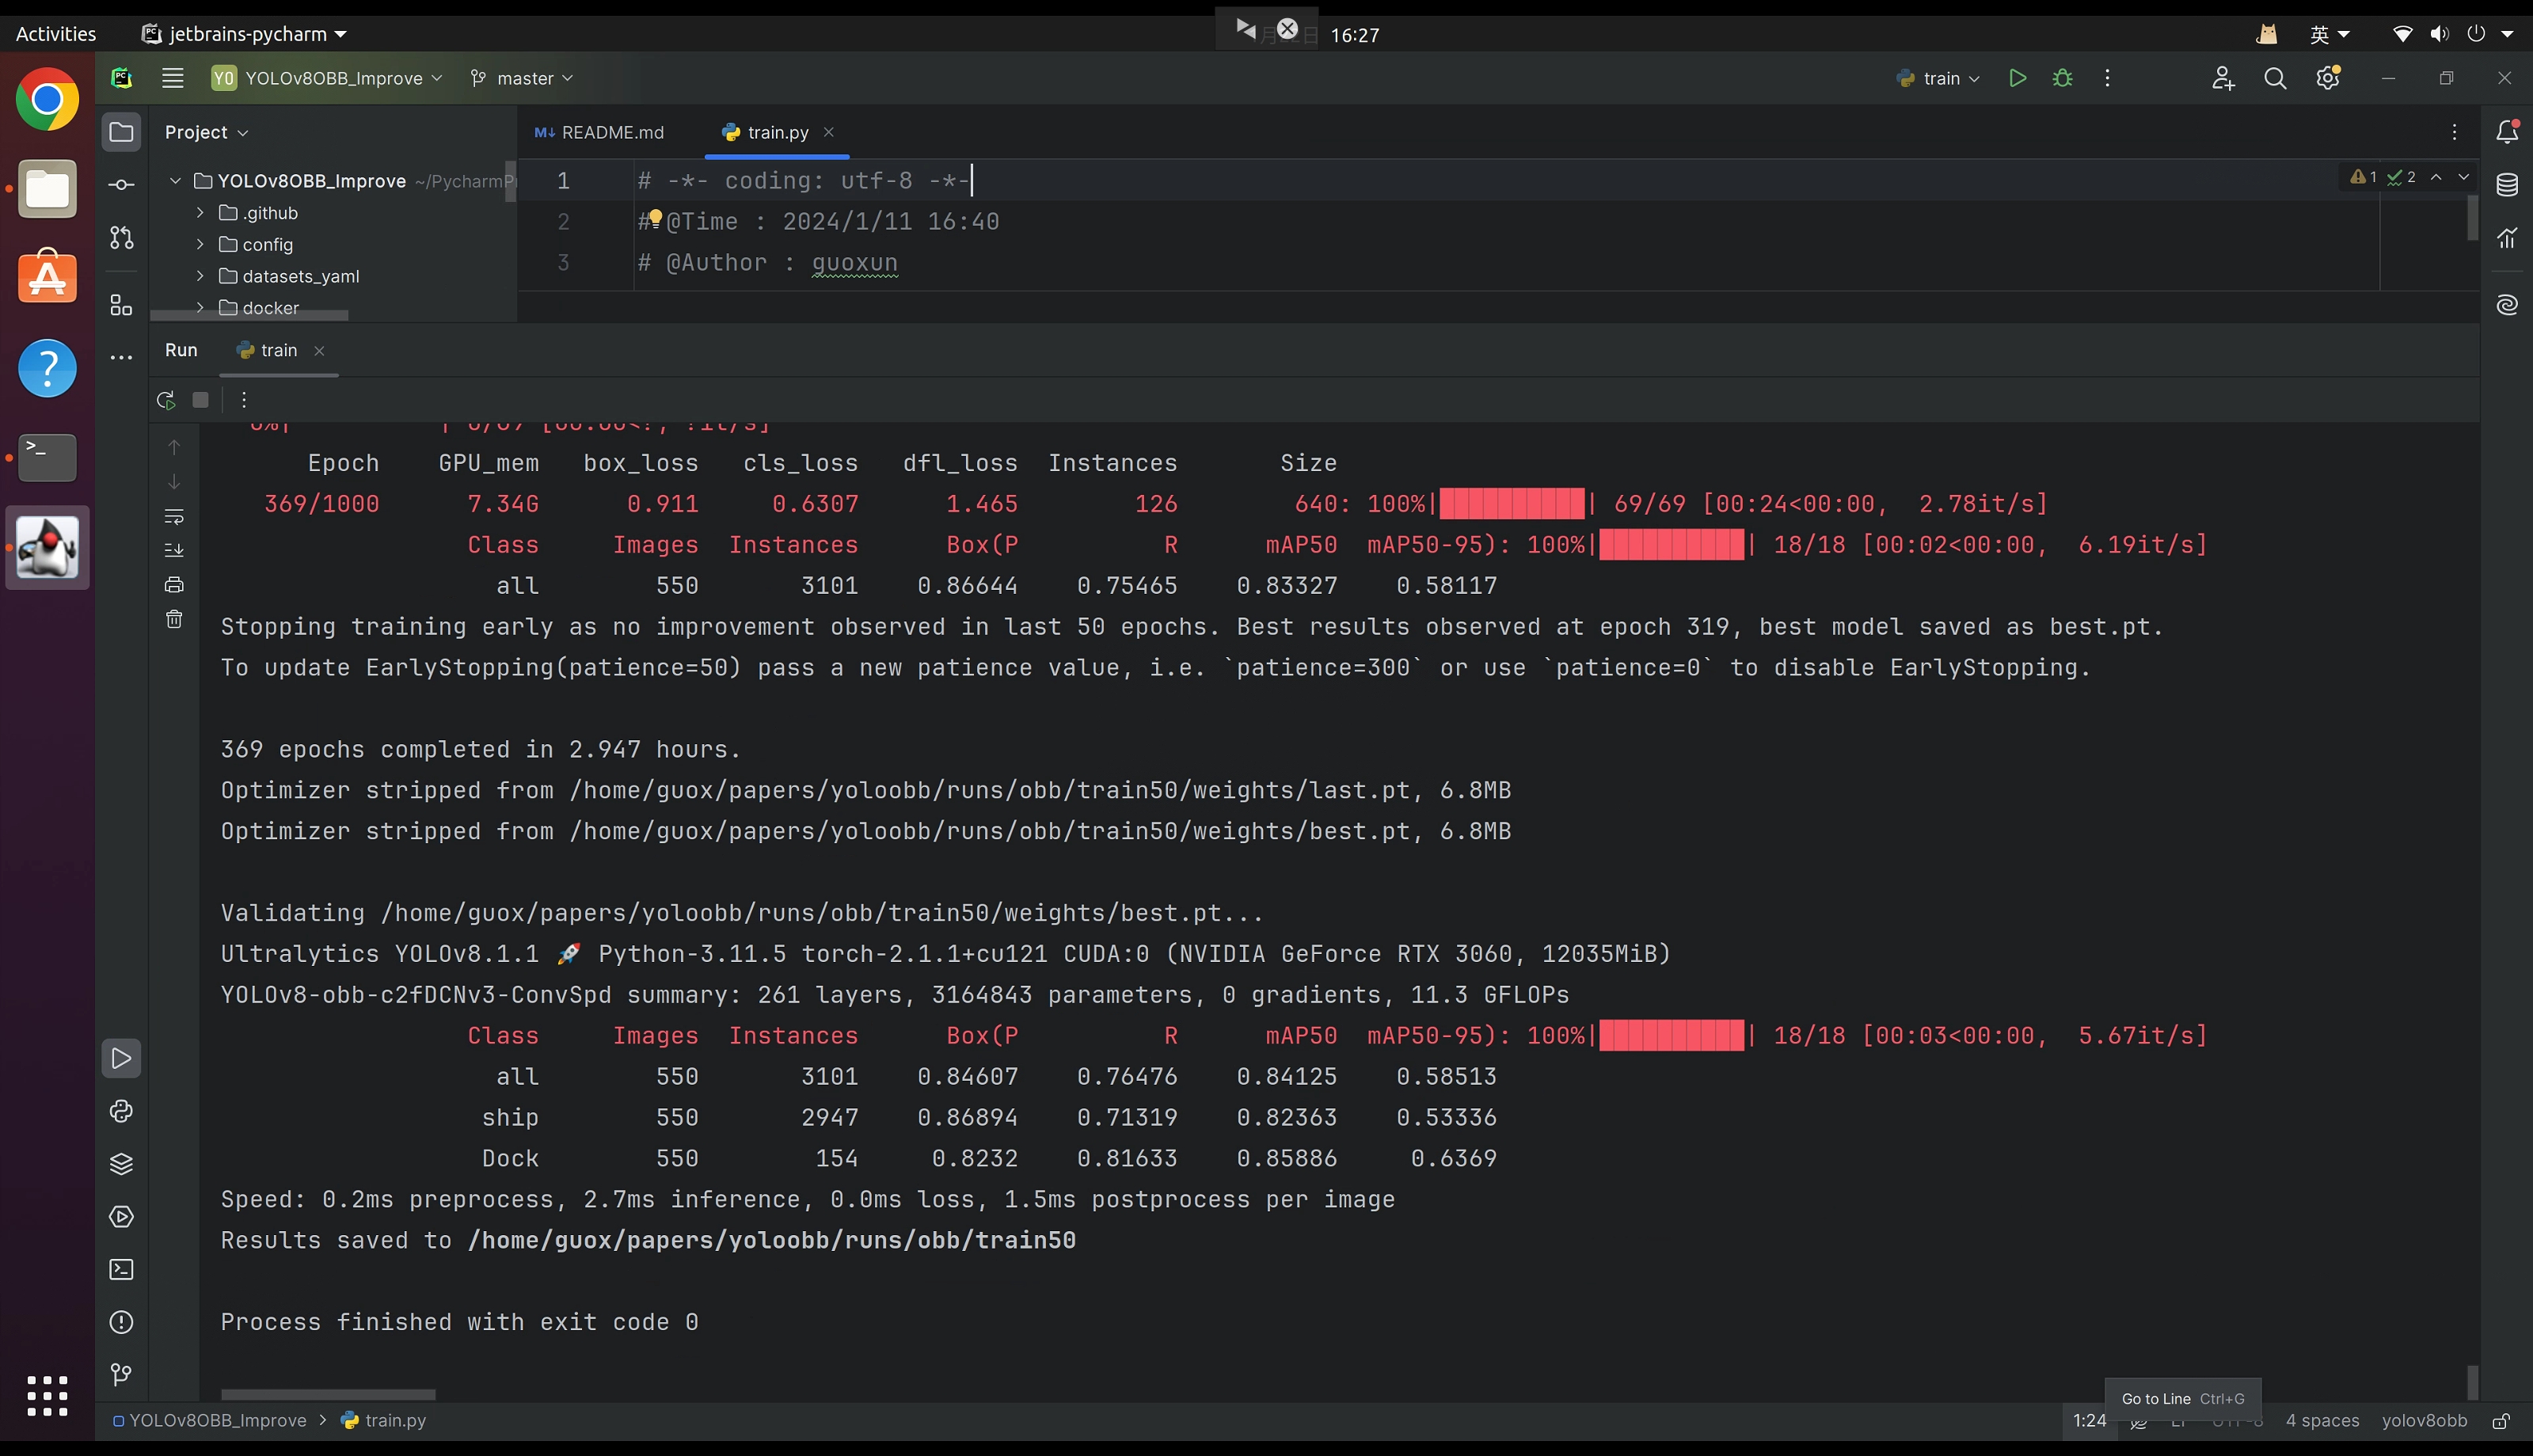 Activities jetbrains-pycharm 16:27 英
YOLOv8OBB_Improve master train
Project README.md train.py
YOLOv8OBB_Improve ~/PycharmPr
.github
config
datasets_yaml
docker
1 # -*- coding: utf-8 -*-
2 # @Time : 2024/1/11 16:40
3 # @Author : guoxun
1 2
Run train
Epoch GPU_mem box_loss cls_loss dfl_loss Instances Size
369/1000 7.34G 0.911 0.6307 1.465 126 640: 100%|██████████| 69/69 [00:24<00:00, 2.78it/s]
Class Images Instances Box(P R mAP50 mAP50-95): 100%|██████████| 18/18 [00:02<00:00, 6.19it/s]
all 550 3101 0.86644 0.75465 0.83327 0.58117
Stopping training early as no improvement observed in last 50 epochs. Best results observed at epoch 319, best model saved as best.pt.
To update EarlyStopping(patience=50) pass a new patience value, i.e. `patience=300` or use `patience=0` to disable EarlyStopping.
369 epochs completed in 2.947 hours.
Optimizer stripped from /home/guox/papers/yoloobb/runs/obb/train50/weights/last.pt, 6.8MB
Optimizer stripped from /home/guox/papers/yoloobb/runs/obb/train50/weights/best.pt, 6.8MB
Validating /home/guox/papers/yoloobb/runs/obb/train50/weights/best.pt...
Ultralytics YOLOv8.1.1 🚀 Python-3.11.5 torch-2.1.1+cu121 CUDA:0 (NVIDIA GeForce RTX 3060, 12035MiB)
YOLOv8-obb-c2fDCNv3-ConvSpd summary: 261 layers, 3164843 parameters, 0 gradients, 11.3 GFLOPs
Class Images Instances Box(P R mAP50 mAP50-95): 100%|██████████| 18/18 [00:03<00:00, 5.67it/s]
all 550 3101 0.84607 0.76476 0.84125 0.58513
ship 550 2947 0.86894 0.71319 0.82363 0.53336
Dock 550 154 0.8232 0.81633 0.85886 0.6369
Speed: 0.2ms preprocess, 2.7ms inference, 0.0ms loss, 1.5ms postprocess per image
Results saved to /home/guox/papers/yoloobb/runs/obb/train50
Process finished with exit code 0
Go to Line Ctrl+G
YOLOv8OBB_Improve > train.py 1:24 LF UTF-8 4 spaces yolov8obb